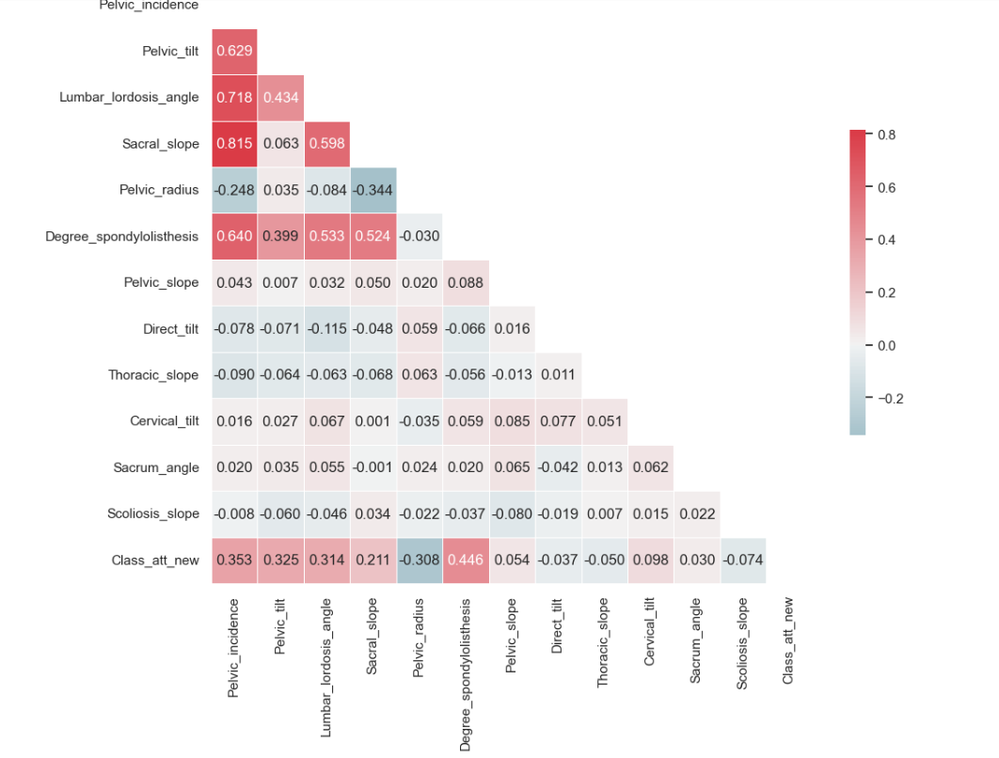 Pelvic_incidence
Pelvic_tilt 0.629
Lumbar_lordosis_angle 0.718 0.434
Sacral_slope 0.815 0.063 0.598
Pelvic_radius -0.248 0.035 -0.084 -0.344
Degree_spondylolisthesis 0.640 0.399 0.533 0.524 -0.030
Pelvic_slope 0.043 0.007 0.032 0.050 0.020 0.088
Direct_tilt -0.078 -0.071 -0.115 -0.048 0.059 -0.066 0.016
Thoracic_slope -0.090 -0.064 -0.063 -0.068 0.063 -0.056 -0.013 0.011
Cervical_tilt 0.016 0.027 0.067 0.001 -0.035 0.059 0.085 0.077 0.051
Sacrum_angle 0.020 0.035 0.055 -0.001 0.024 0.020 0.065 -0.042 0.013 0.062
Scoliosis_slope -0.008 -0.060 -0.046 0.034 -0.022 -0.037 -0.080 -0.019 0.007 0.015 0.022
Class_att_new 0.353 0.325 0.314 0.211 -0.308 0.446 0.054 -0.037 -0.050 0.098 0.030 -0.074
Pelvic_incidence
Pelvic_tilt
Lumbar_lordosis_angle
Sacral_slope
Pelvic_radius
Degree_spondylolisthesis
Pelvic_slope
Direct_tilt
Thoracic_slope
Cervical_tilt
Sacrum_angle
Scoliosis_slope
Class_att_new
0.8
0.6
0.4
0.2
0.0
−0.2